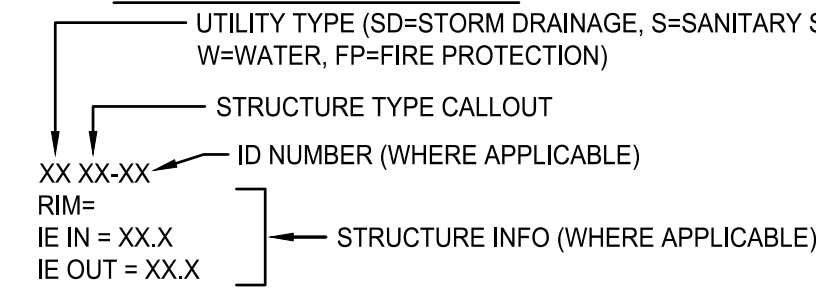 UTILITY TYPE (SD=STORM DRAINAGE, S=SANITARY
W=WATER, FP=FIRE PROTECTION)
STRUCTURE TYPE CALLOUT
XX XX-XX
ID NUMBER (WHERE APPLICABLE)
RIM=
IE IN = XX.X
IE OUT = XX.X
STRUCTURE INFO (WHERE APPLICABLE)